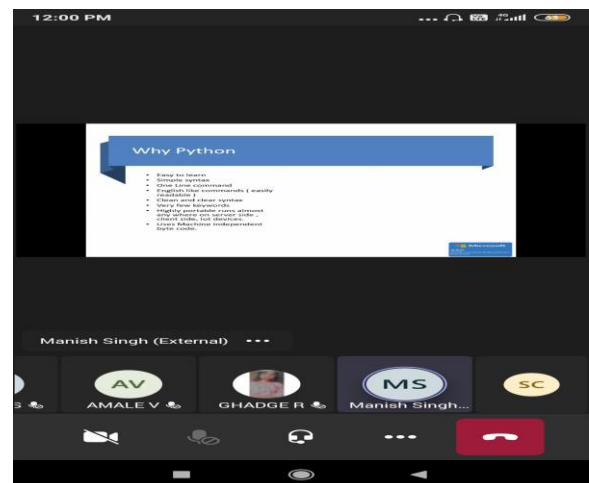 12:00 PM
Why Python
• Easy to learn
• Simple syntax
• One Line command
• English like commands ( easily
readable )
• Clean and clear syntax
• Very few keywords
• Highly portable runs almost
any where on server side ,
client side, iot devices.
• Uses Machine independent
byte code.
Microsoft
Manish Singh (External) •••
AV
MS
SC
S
AMALE V
GHADGE R
Manish Singh...